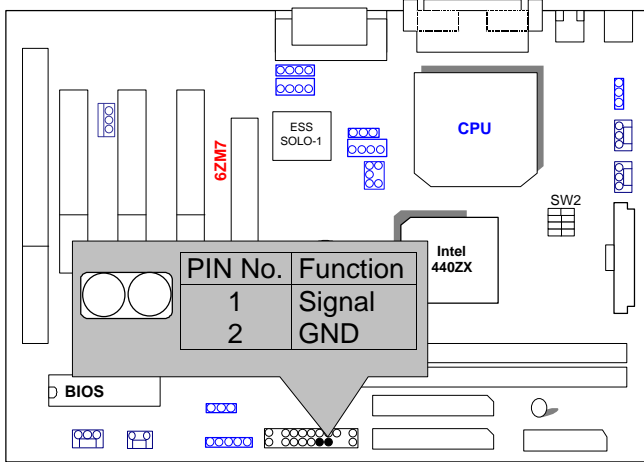 ESS
SOLO-1
CPU
6ZM7
SW2
Intel
440ZX
PIN No. Function
1 Signal
2 GND
BIOS